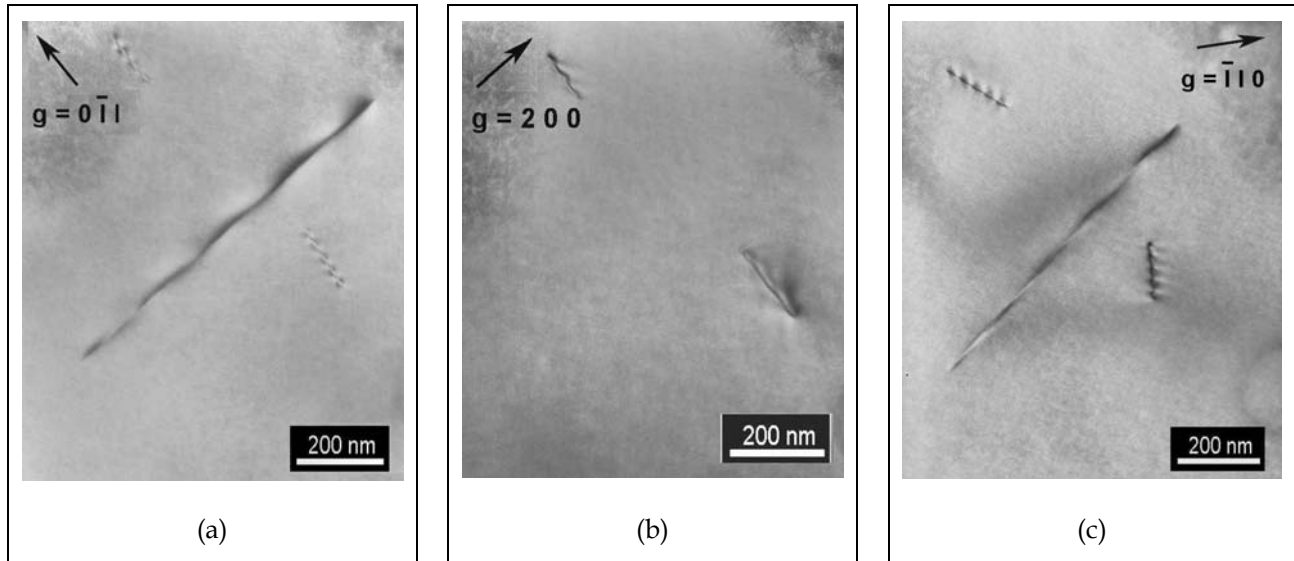 g = 0 1̄ 1
200 nm
(a)
g = 2 0 0
200 nm
(b)
g = 1̄ 1 0
200 nm
(c)